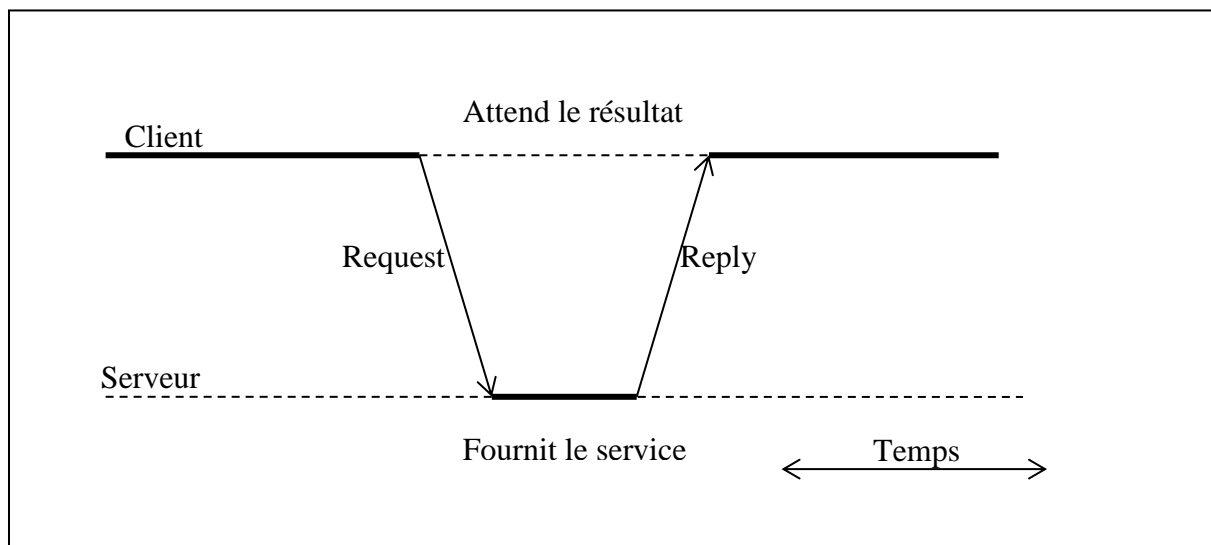 Attend le résultat
Client
Request
Reply
Serveur
Fournit le service
Temps